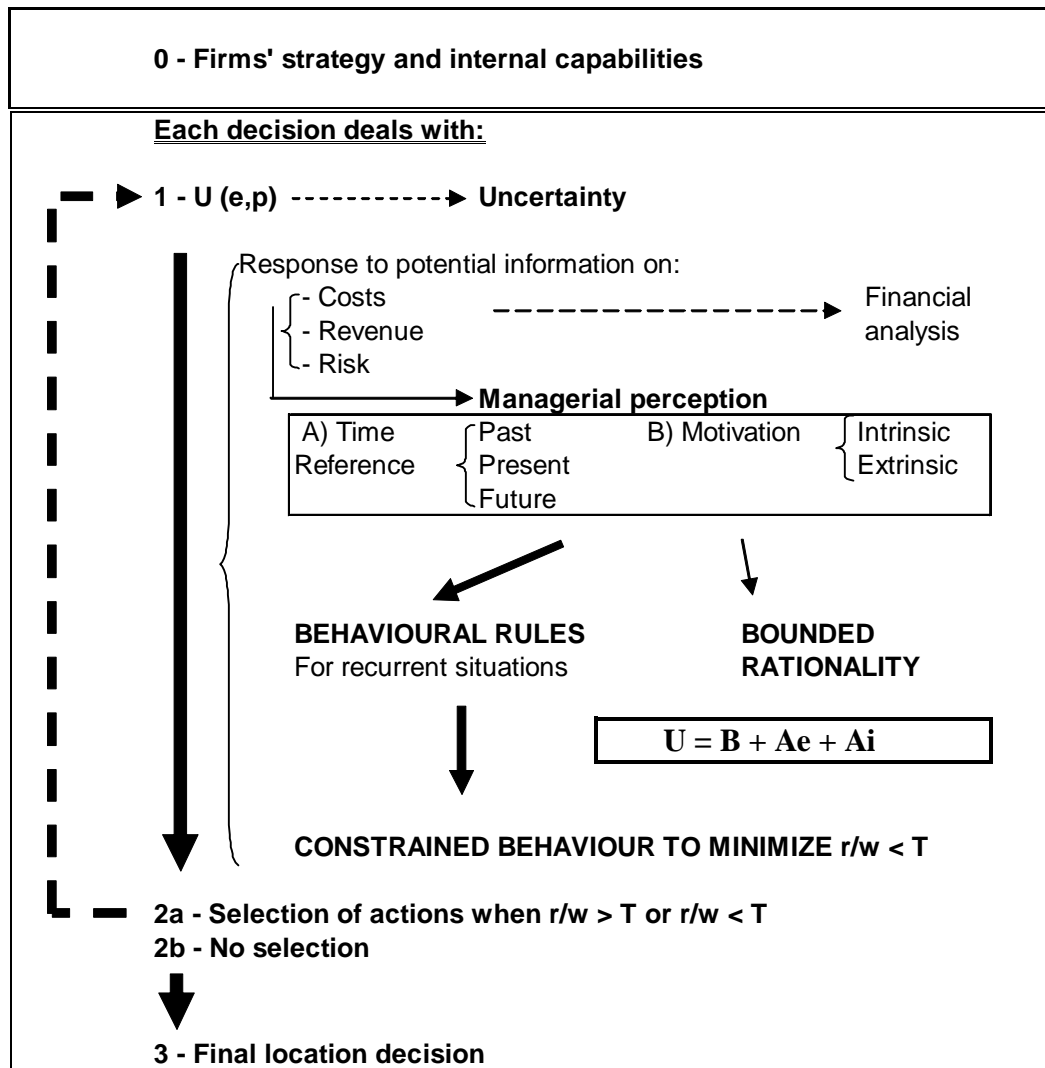 0 - Firms' strategy and internal capabilities
Each decision deals with:
1 - U (e,p)
Uncertainty
Response to potential information on:
- Costs
- Revenue
- Risk
Financial
analysis
Managerial perception
A) Time
Reference
Past
Present
Future
B) Motivation
Intrinsic
Extrinsic
BEHAVIOURAL RULES
For recurrent situations
BOUNDED
RATIONALITY
U = B + Ae + Ai
CONSTRAINED BEHAVIOUR TO MINIMIZE r/w < T
2a - Selection of actions when r/w > T or r/w < T
2b - No selection
3 - Final location decision